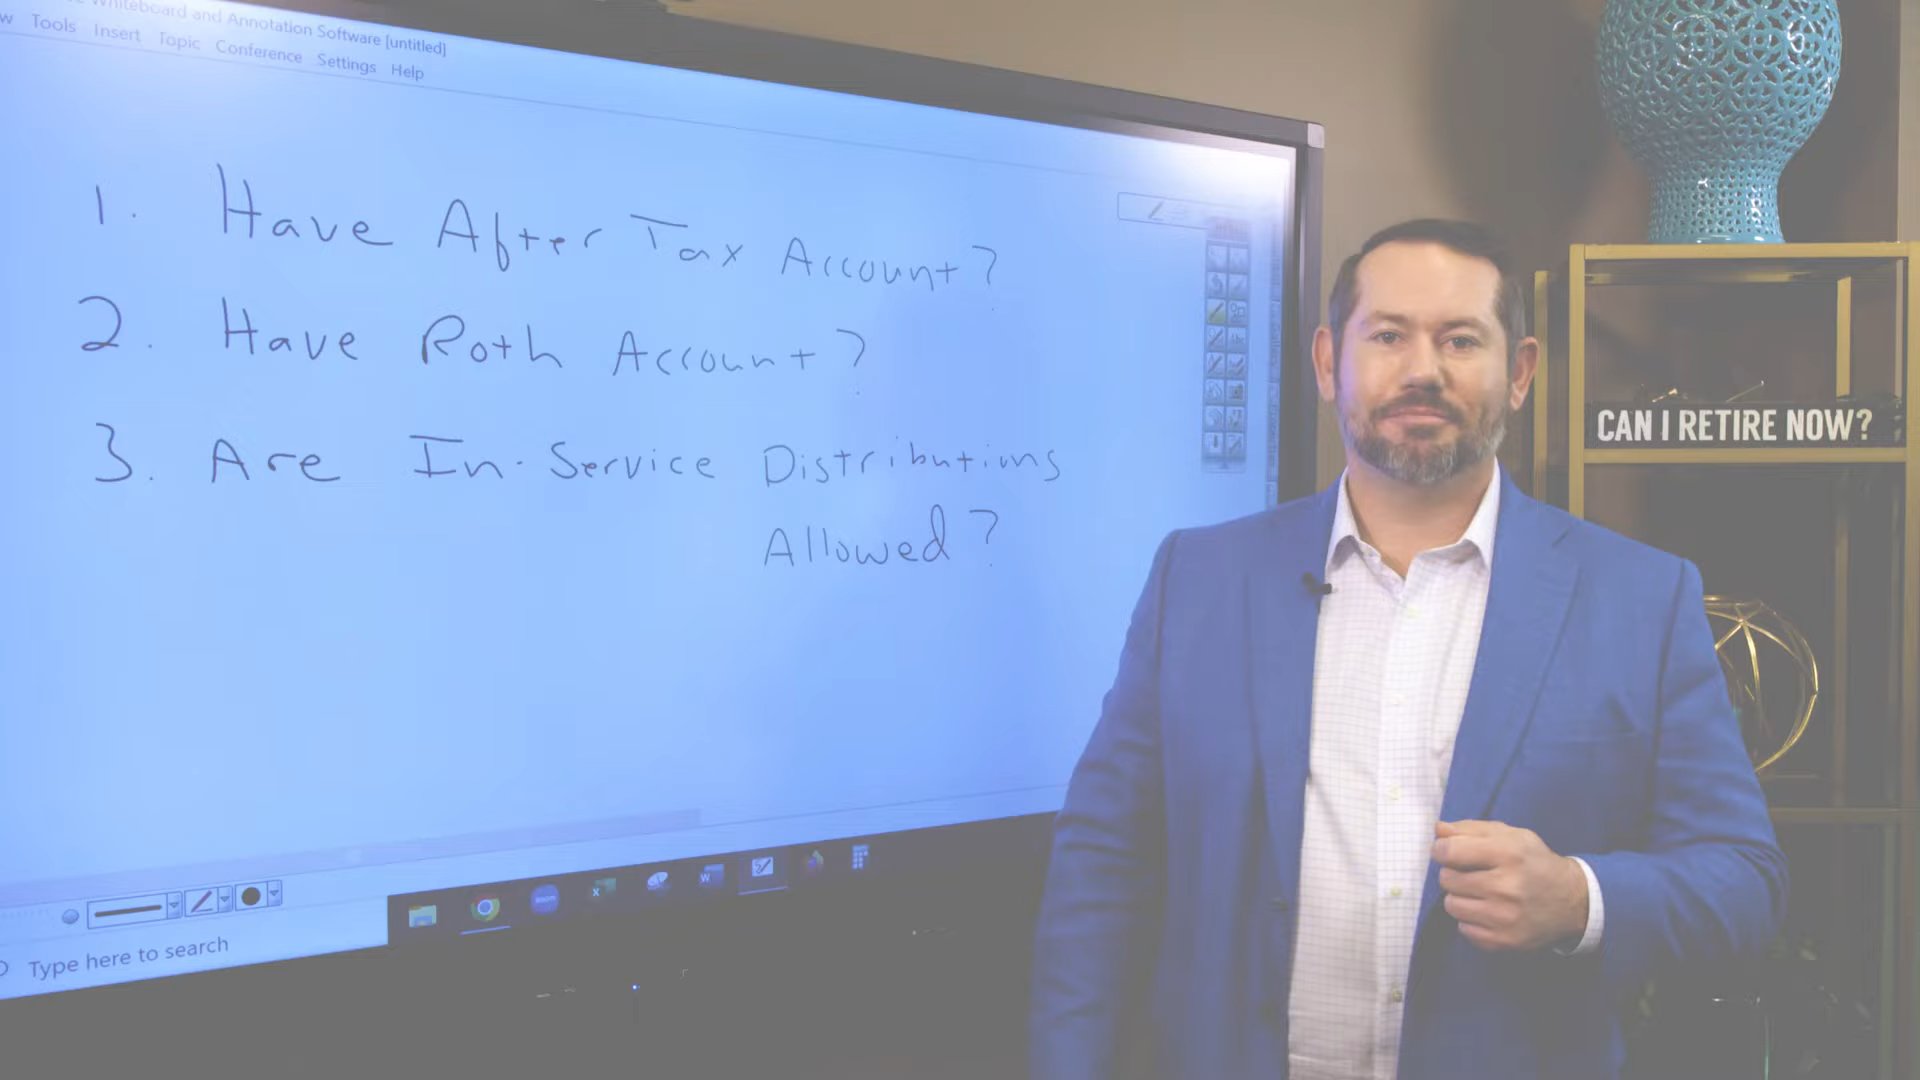 Whiteboard and Annotation Software [untitled]
Tools Insert Topic Conference Settings Help
1. Have After Tax Account?
2. Have Roth Account?
3. Are In-Service Distributions
Allowed?
CAN I RETIRE NOW?
Type here to search